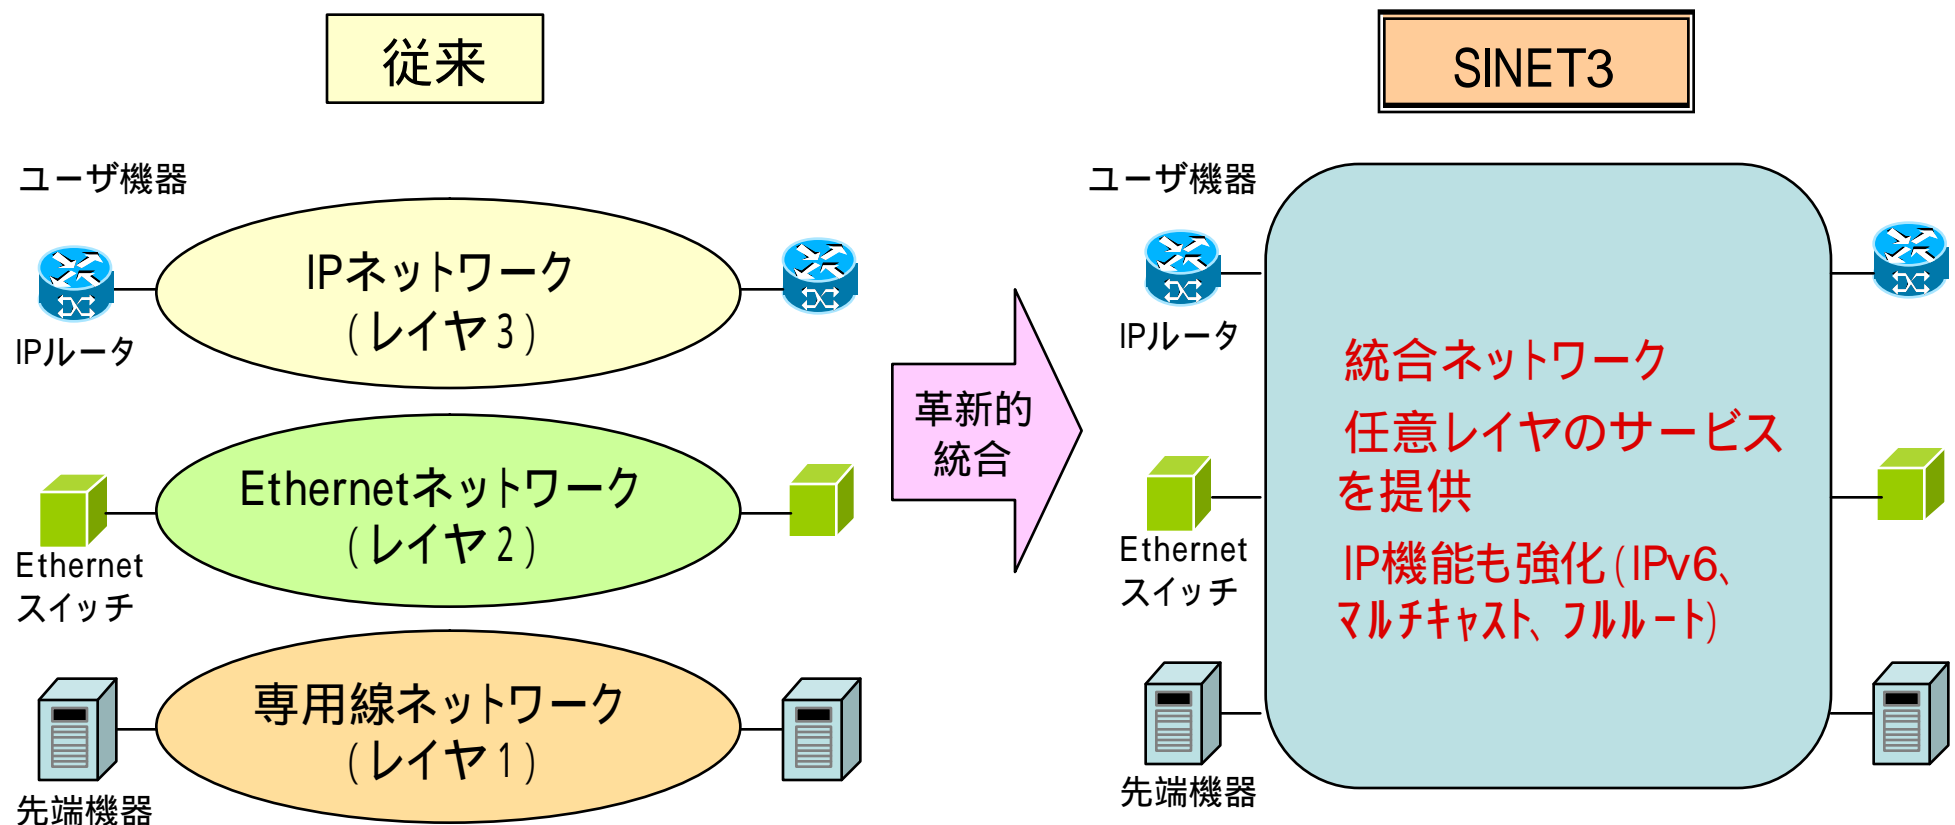 従来
ユーザ機器
IPネットワーク
(レイヤ3)
IPルータ
Ethernetネットワーク
(レイヤ2)
Ethernet
スイッチ
専用線ネットワーク
(レイヤ1)
先端機器
革新的
統合
SINET3
ユーザ機器
IPルータ
Ethernet
スイッチ
先端機器
統合ネットワーク
任意レイヤのサービス
を提供
IP機能も強化(IPv6、
マルチキャスト、フルルート)